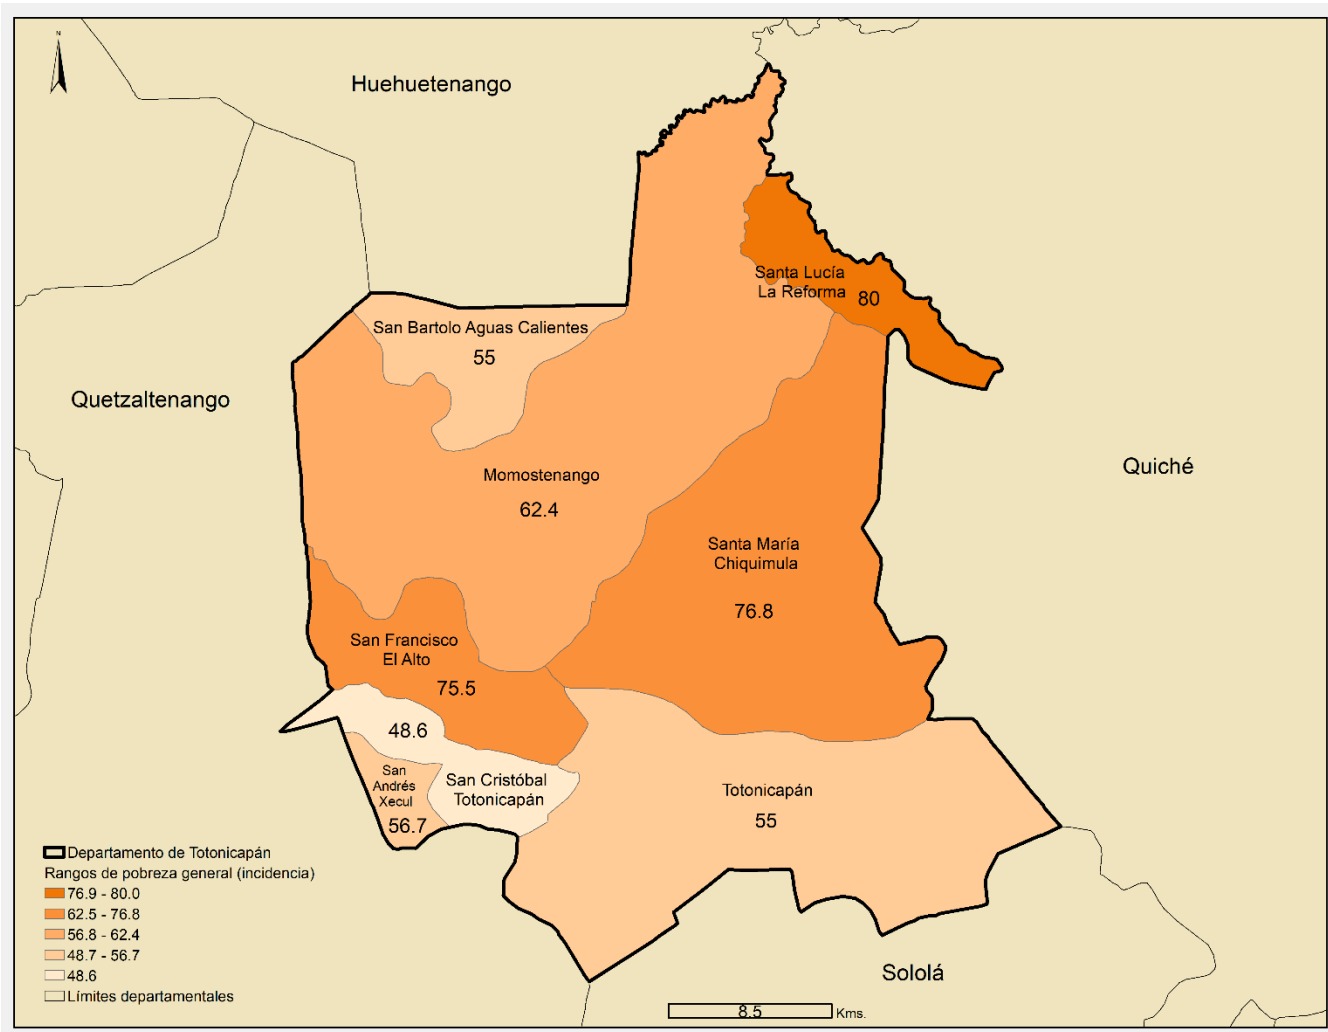 N
Huehuetenango
Santa Lucía
La Reforma
80
San Bartolo Aguas Calientes
55
Quetzaltenango
Quiché
Momostenango
62.4
Santa María
Chiquimula
76.8
San Francisco
El Alto
75.5
48.6
San
Andrés
Xecul
56.7
San Cristóbal
Totonicapán
Totonicapán
55
Departamento de Totonicapán
Rangos de pobreza general (incidencia)
76.9 - 80.0
62.5 - 76.8
56.8 - 62.4
48.7 - 56.7
48.6
Límites departamentales
Sololá
8.5
Kms.